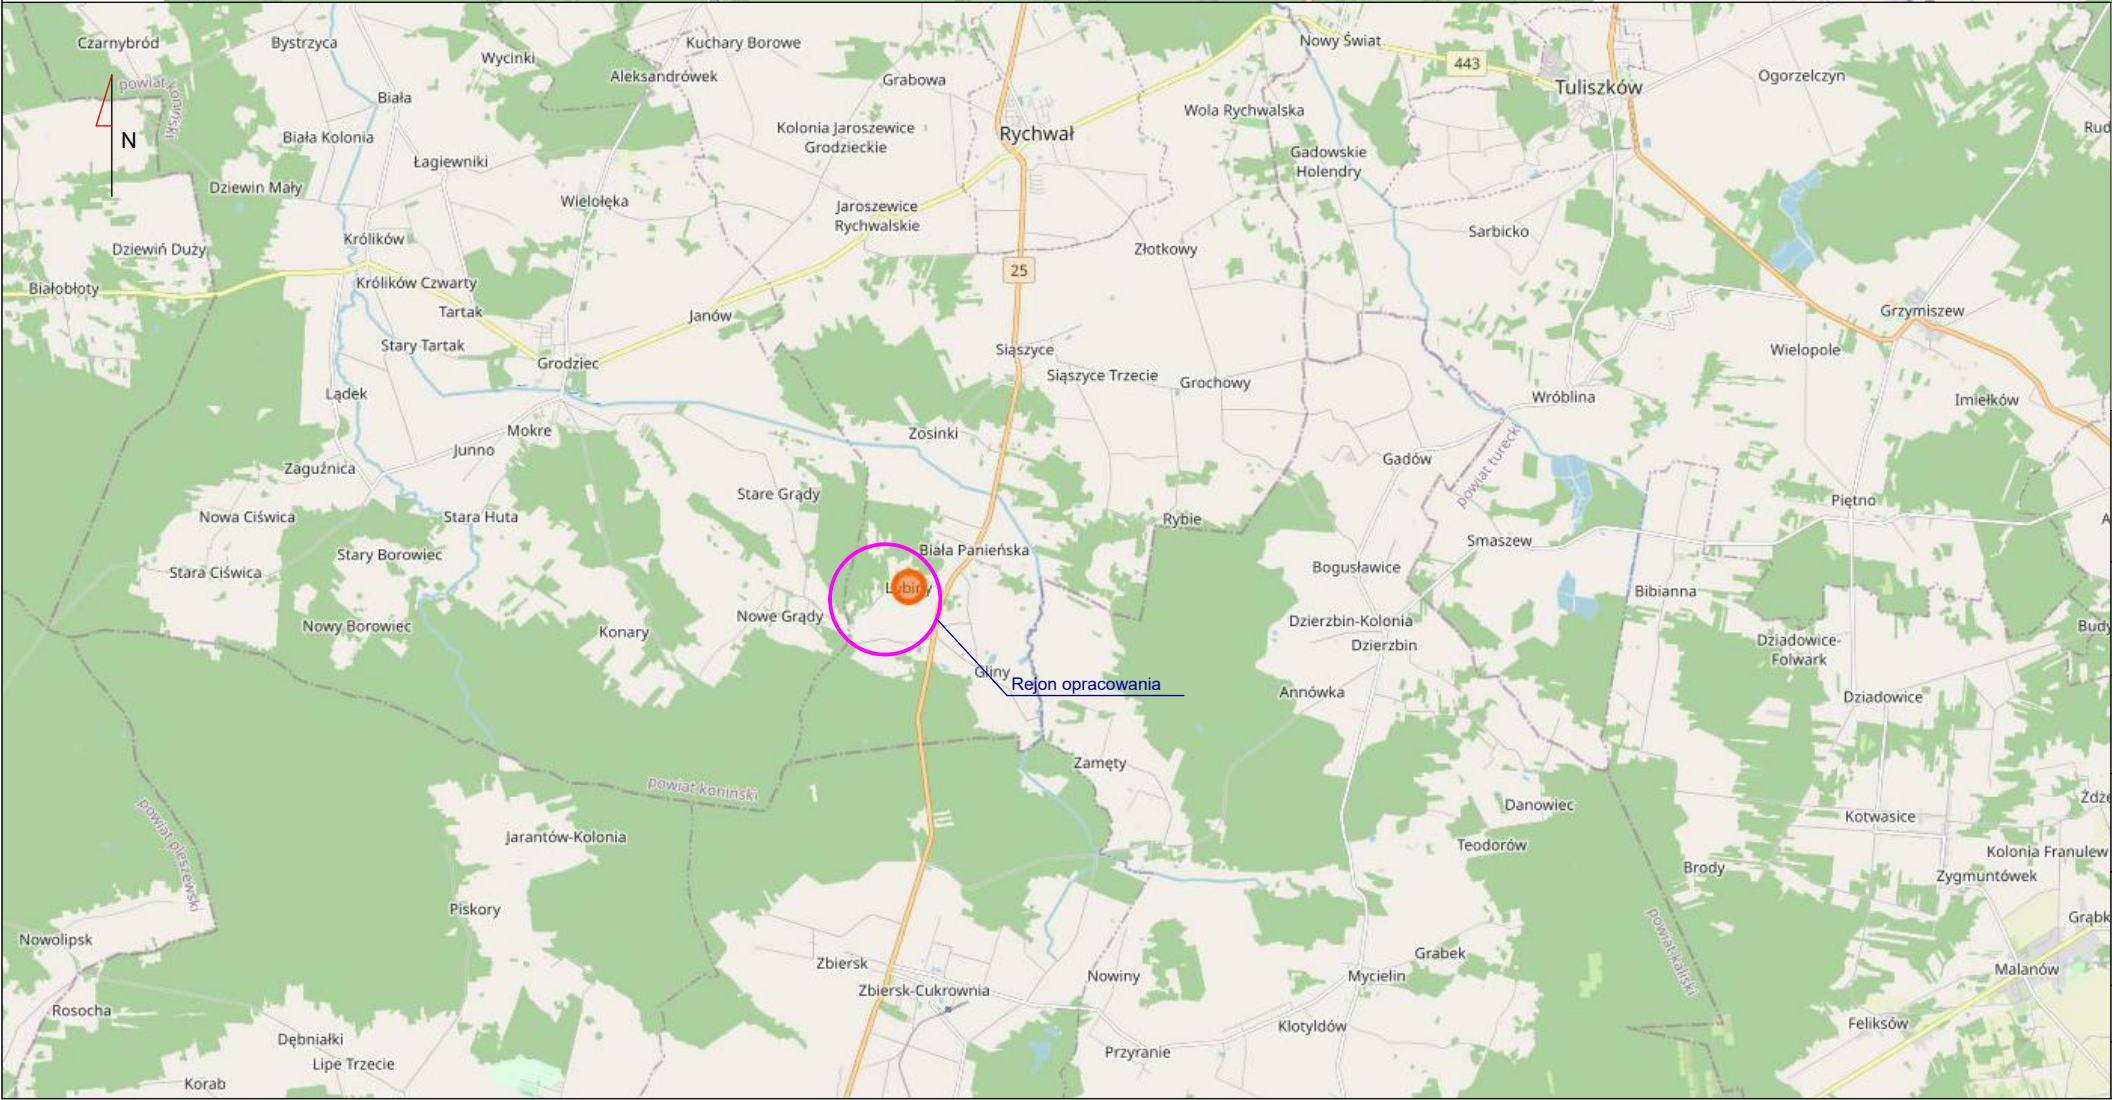 Czarnybród
Bystrzyca
Wycinki
Kuchary Borowe
Nowy Świat
443
Aleksandrówek
Grabowa
Tuliszków
Ogorzelczyn
powiat koniński
Biała
N
Biała Kolonia
Kolonia Jaroszewice
Grodzieckie
Rychwał
Wola Rychwalska
Rud
Łagiewniki
Gadowskie
Holendry
Dziewin Mały
Wielołęka
Jaroszewice
Rychwalskie
Królików
Sarbicko
Dziewiń Duży
Złotkowy
25
Białobłoty
Królików Czwarty
Tartak
Janów
Grzymiszew
Stary Tartak
Siąszyce
Wielopole
Grodziec
Siąszyce Trzecie
Grochowy
Lądek
Wróblina
Imiełków
Mokre
Zosinki
Junno
Gadów
powiat turecki
Zaguźnica
Stare Grądy
Piętno
Nowa Ciświca
Stara Huta
Rybie
A
Stary Borowiec
Biała Panieńska
Smaszew
Stara Ciświca
Lubiny
Bogusławice
Bibianna
Nowy Borowiec
Konary
Nowe Grądy
Dzierzbin-Kolonia
Dzierzbin
Dziadowice-
Folwark
Budy
Gliny
Rejon opracowania
Annówka
Dziadowice
Zamęty
powiat koniński
Danowiec
Żdże
powiat pleszewski
Jarantów-Kolonia
Kotwasice
Teodorów
Kolonia Franulew
Brody
Zygmuntówek
Piskory
Grąbk
Nowolipsk
powiat kaliski
Zbiersk
Grabek
Nowiny
Mycielin
Malanów
Zbiersk-Cukrownia
Rosocha
Klotyldów
Feliksów
Dębniałki
Przyranie
Lipe Trzecie
Korab